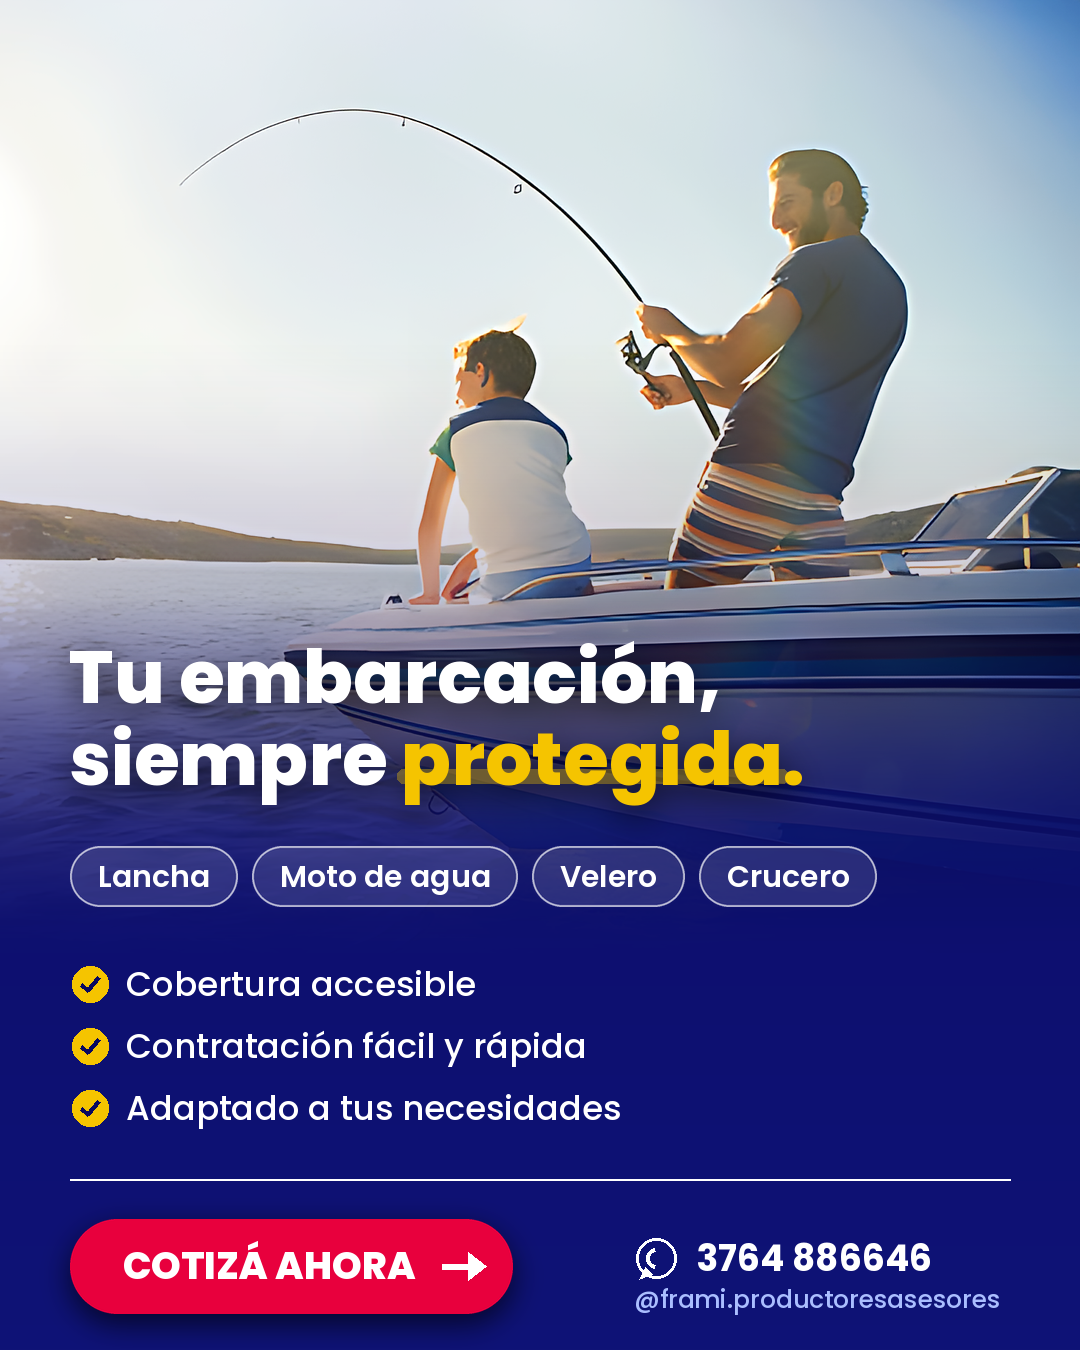 Tu embarcación,
siempre protegida.
Lancha Moto de agua Velero Crucero
Cobertura accesible
Contratación fácil y rápida
Adaptado a tus necesidades
COTIZÁ AHORA
3764 886646
@frami.productoresasesores